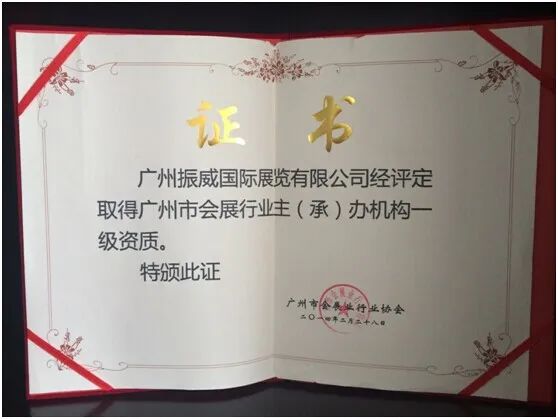 证书
广州振威国际展览有限公司经评定
取得广州市会展行业主（承）办机构一
级资质。
特颁此证
广州市会展业行业协会
二〇一四年二月二十八日